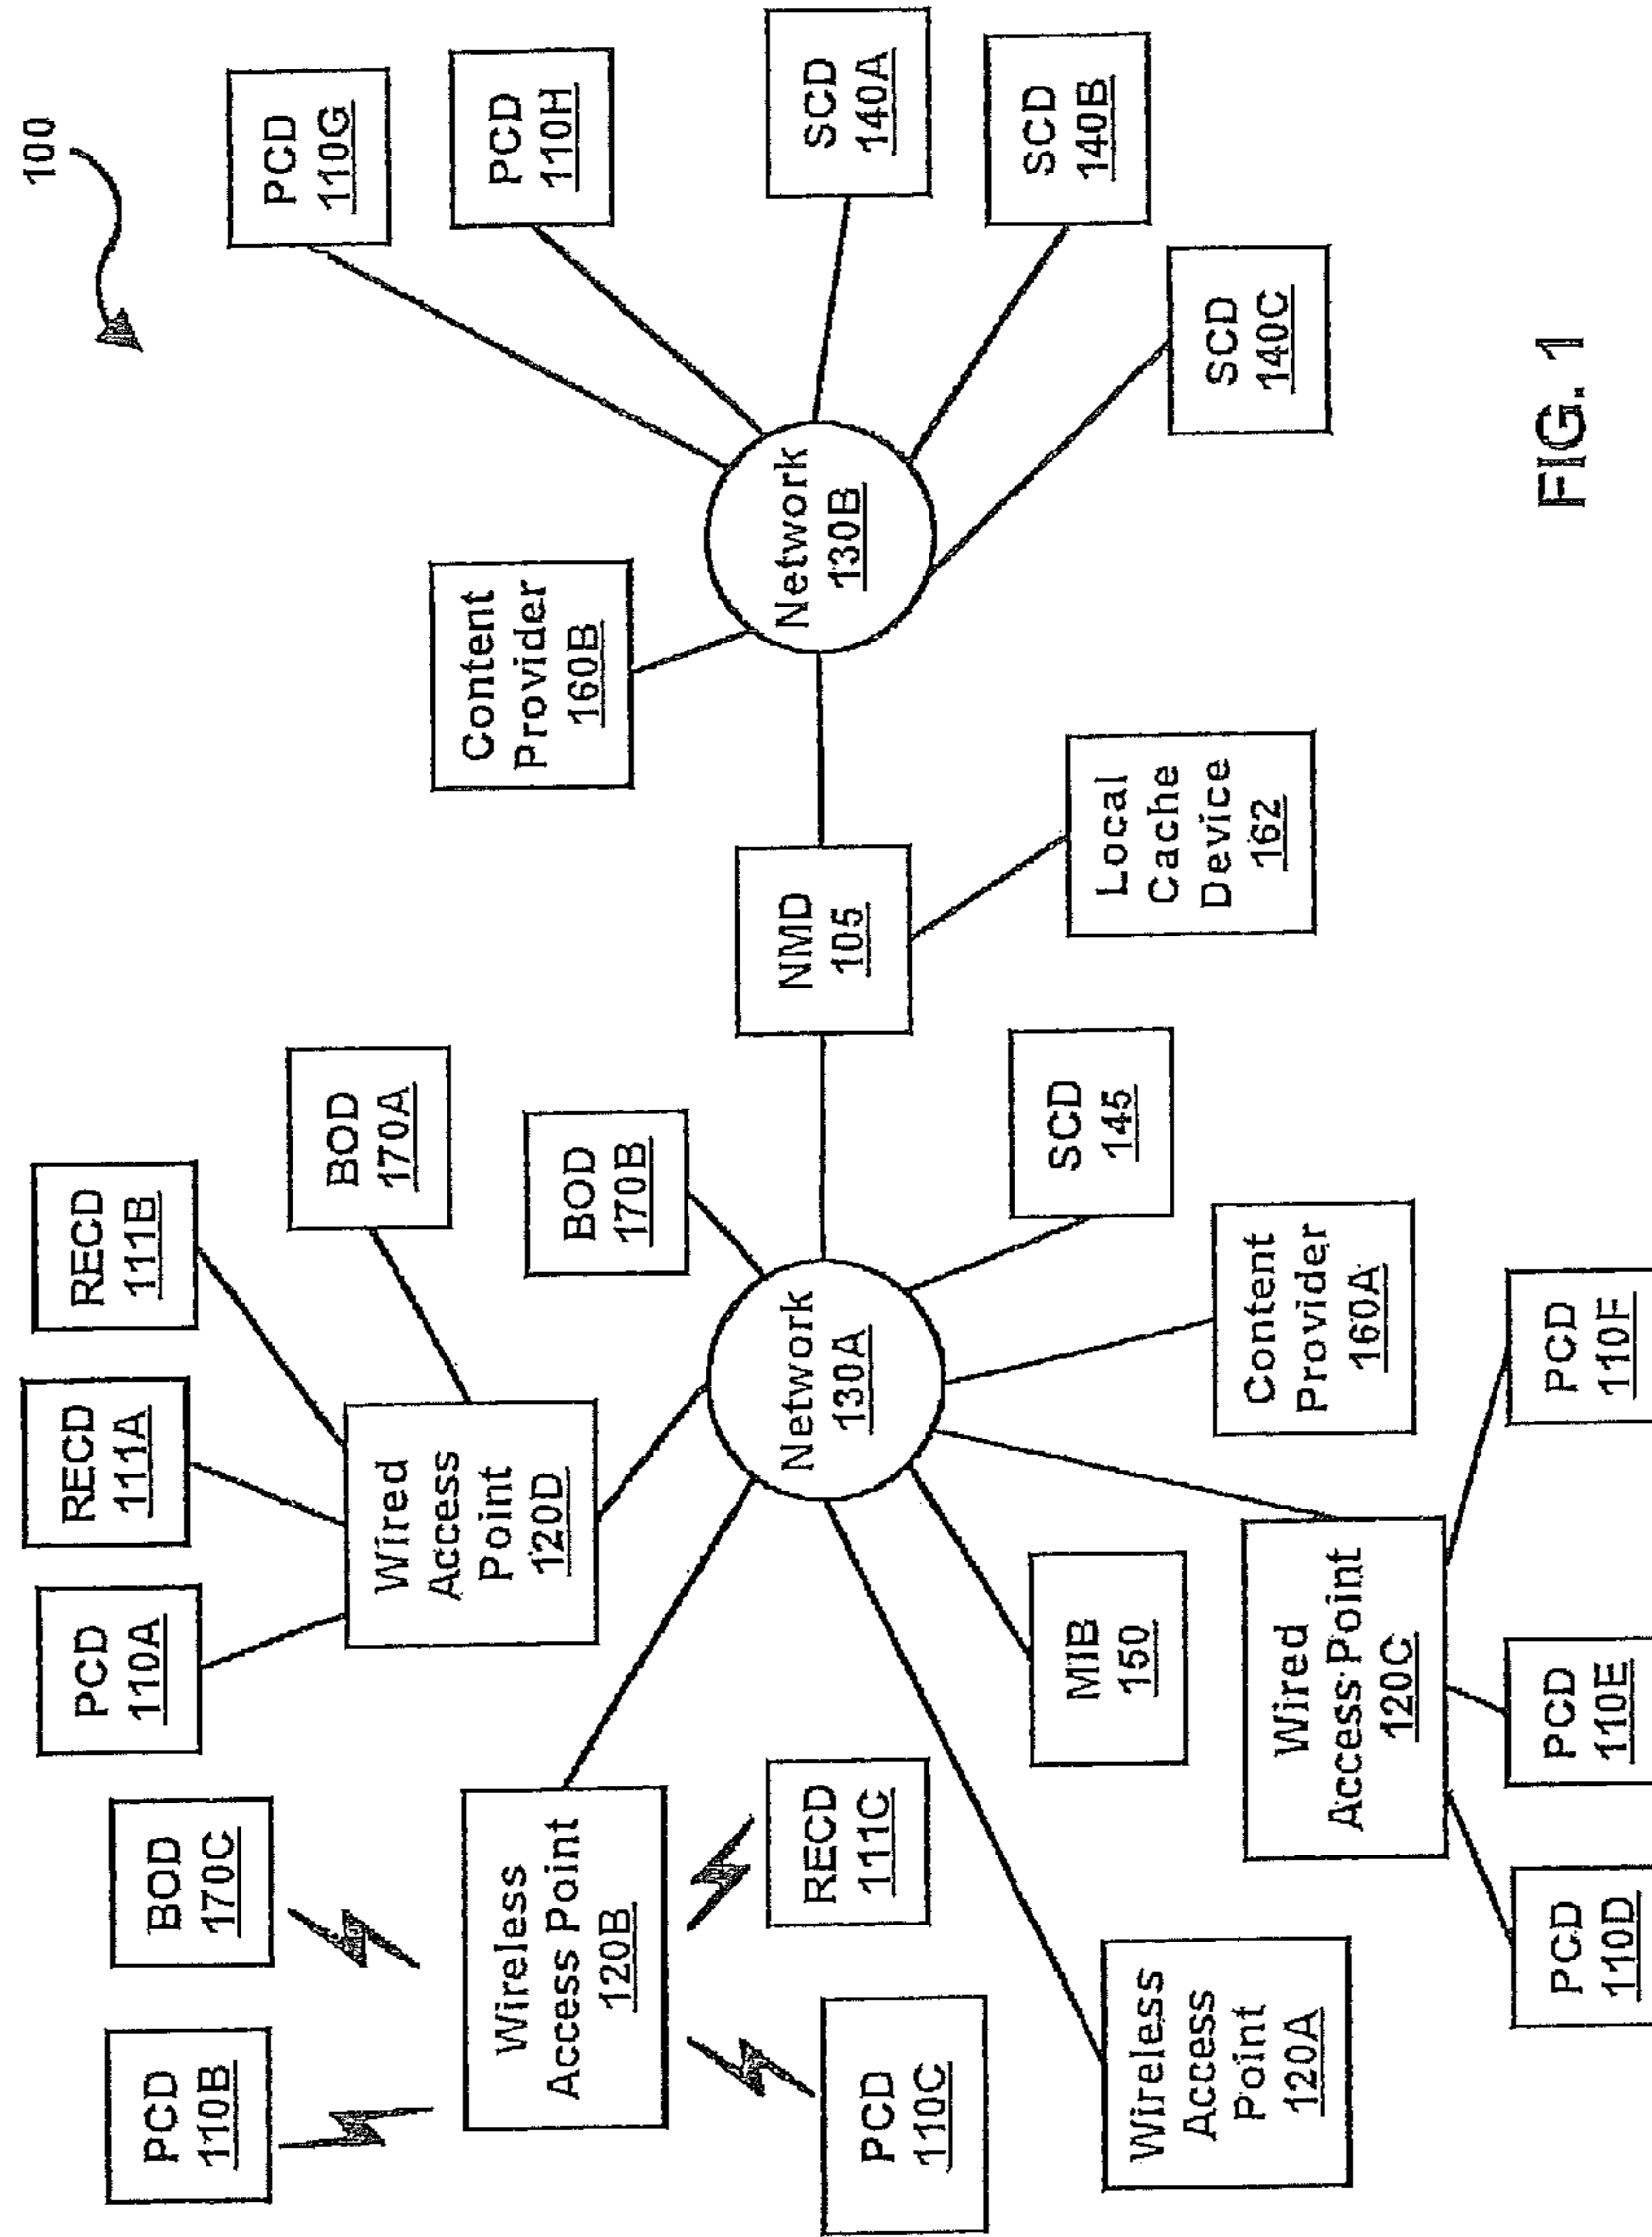 100
PCD
110B
BOD
170C
PCD
110A
RECD
111A
RECD
111B
BOD
170A
Wireless
Access Point
120B
Wired
Access
Point
120D
BOD
170B
Content
Provider
160B
PCD
110G
PCD
110H
PCD
110C
RECD
111C
Network
130A
NMD
105
Network
130B
SCD
140A
SCD
140B
Wireless
Access
Point
120A
MIB
150
SCD
145
Local
Cache
Device
162
SCD
140C
Wired
Access Point
120C
Content
Provider
160A
PCD
110D
PCD
110E
PCD
110F
FIG. 1